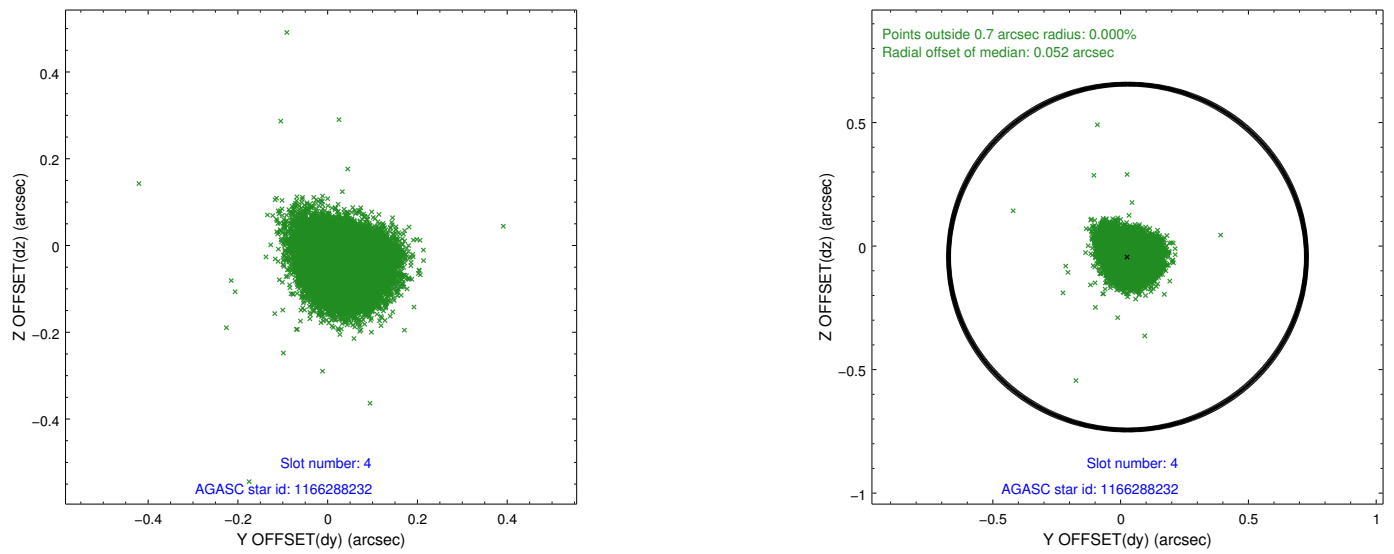 0.4
0.2
0
−0.2
−0.4
Z OFFSET(dz) (arcsec)
Slot number: 4
AGASC star id: 1166288232
−0.4
−0.2
0
0.2
0.4
Y OFFSET(dy) (arcsec)
Points outside 0.7 arcsec radius: 0.000%
Radial offset of median: 0.052 arcsec
0.5
0
−0.5
−1
Z OFFSET(dz) (arcsec)
Slot number: 4
AGASC star id: 1166288232
−0.5
0
0.5
1
Y OFFSET(dy) (arcsec)